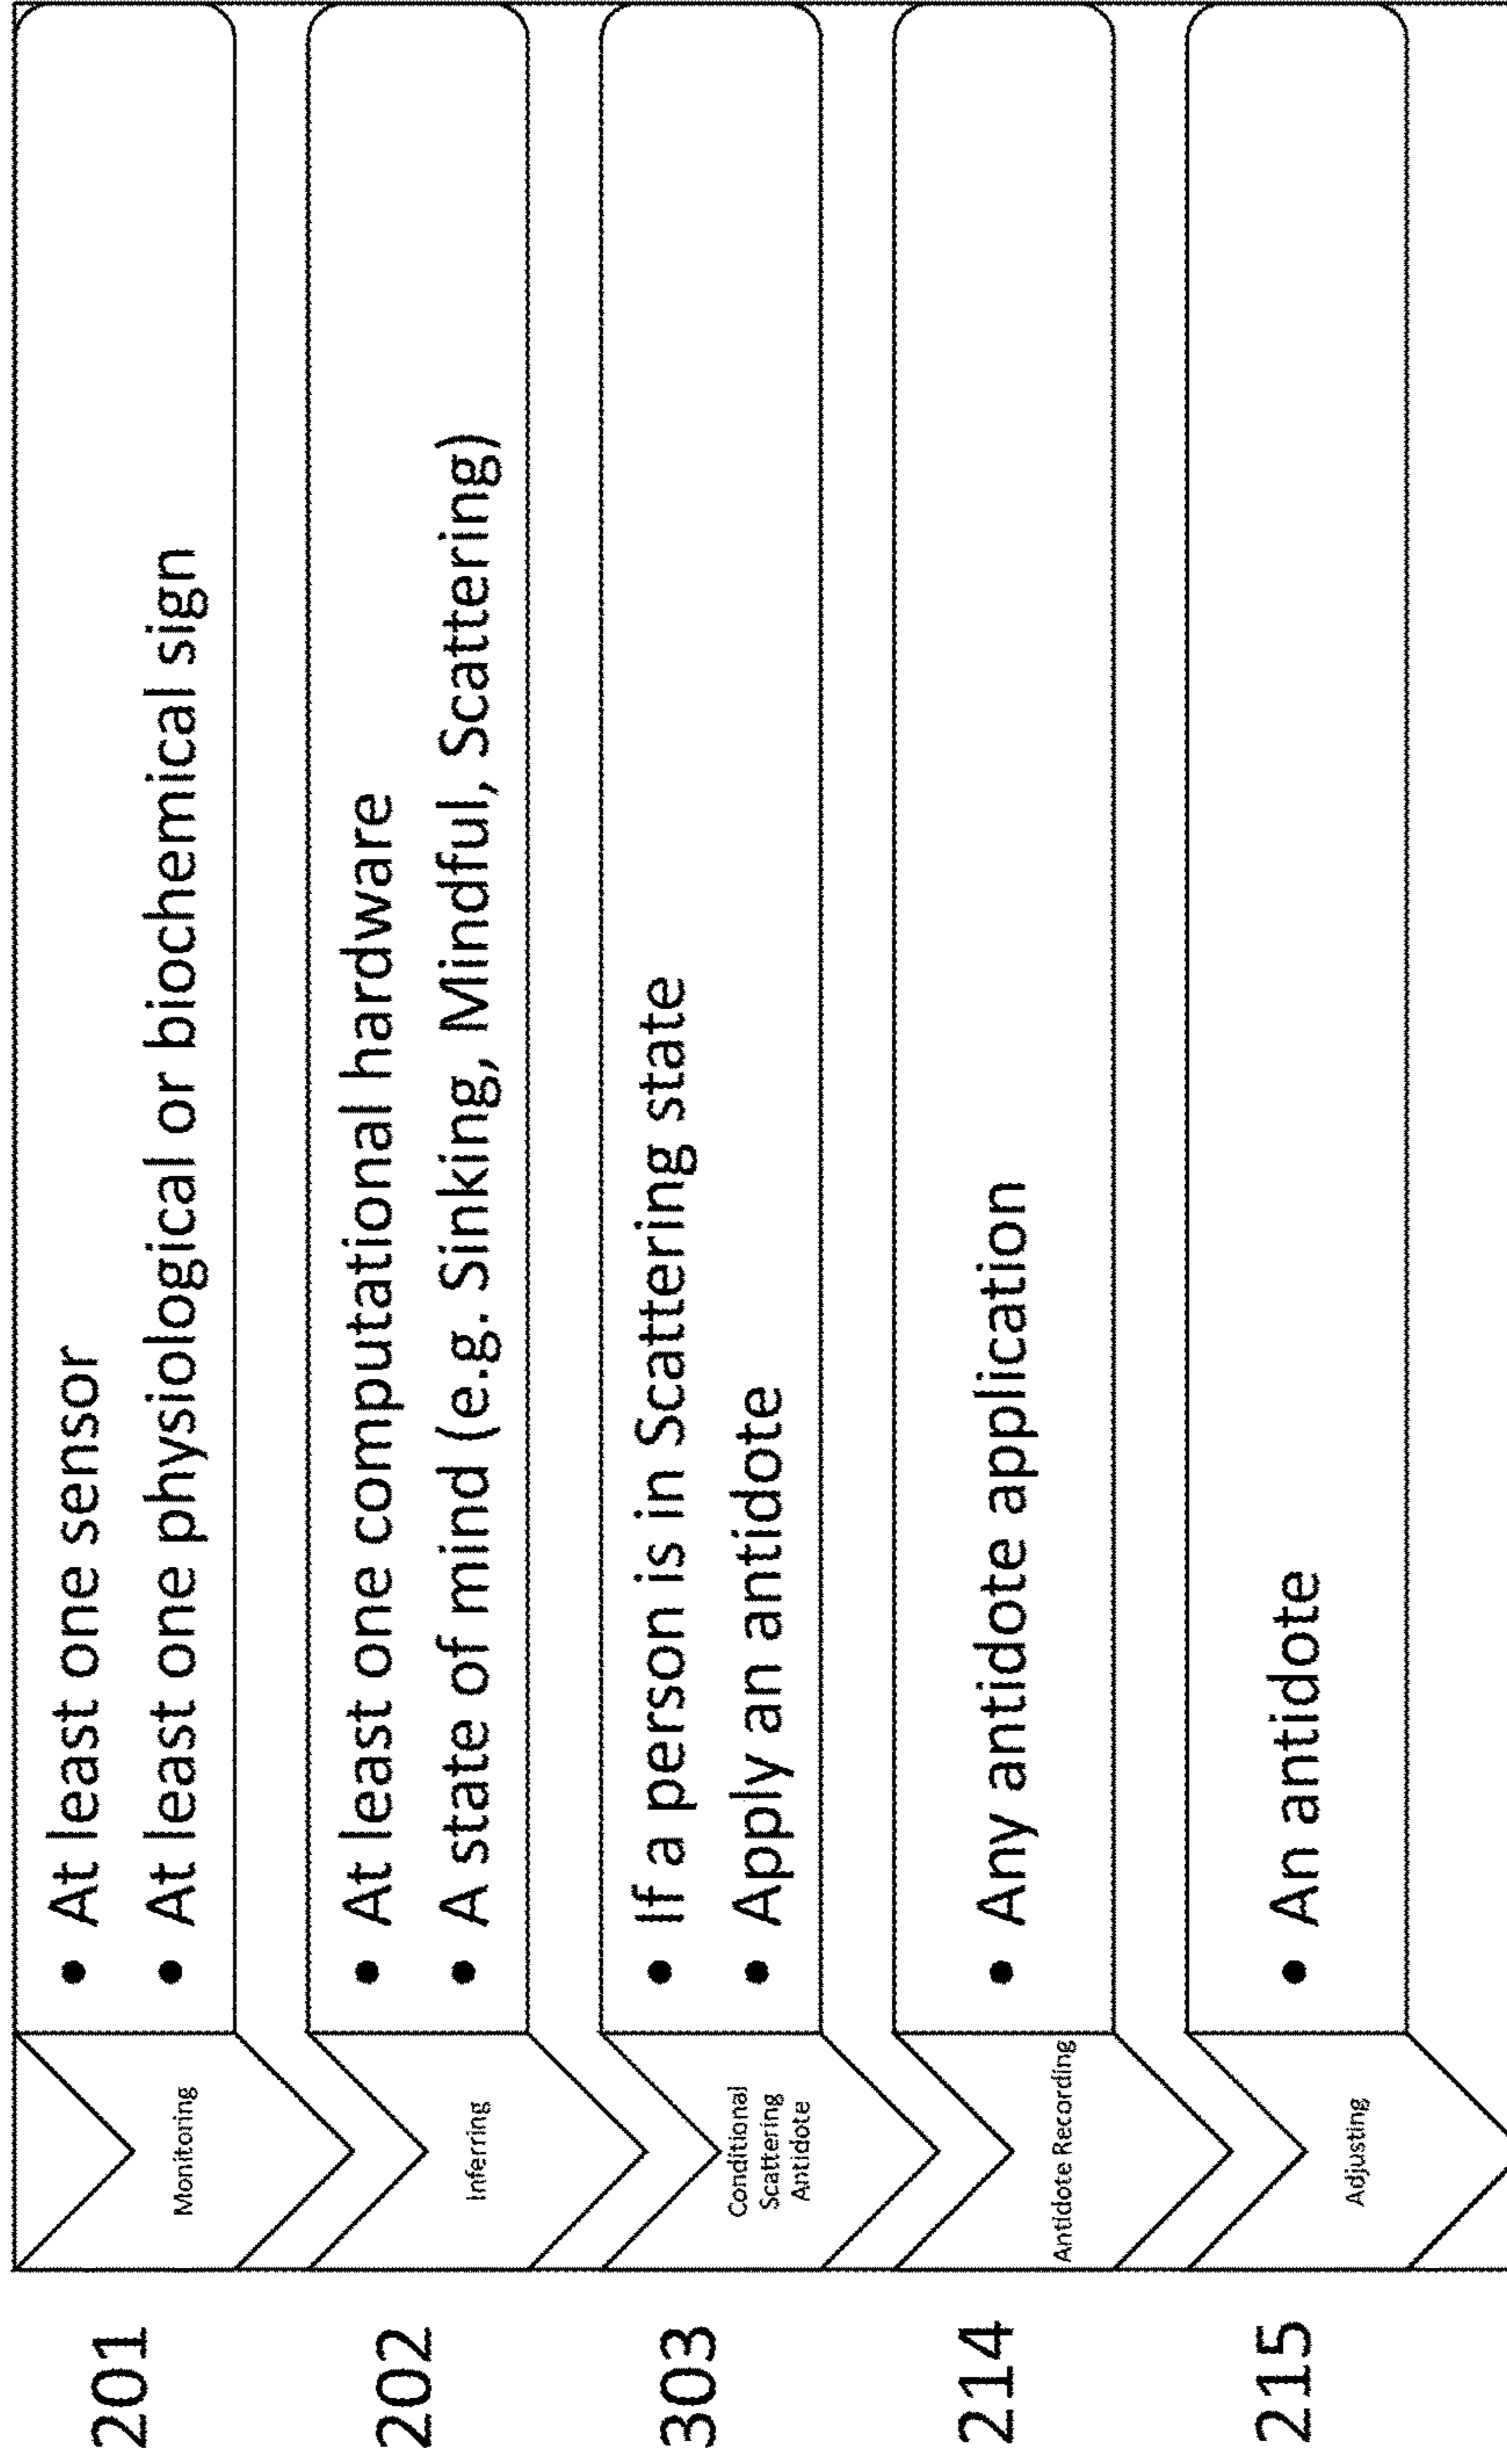 201
Monitoring
• At least one sensor
• At least one physiological or biochemical sign
202
Inferring
• At least one computational hardware
• A state of mind (e.g. Sinking, Mindful, Scattering)
303
Conditional
Scattering
Antidote
• If a person is in Scattering state
• Apply an antidote
214
Antidote Recording
• Any antidote application
215
Adjusting
• An antidote